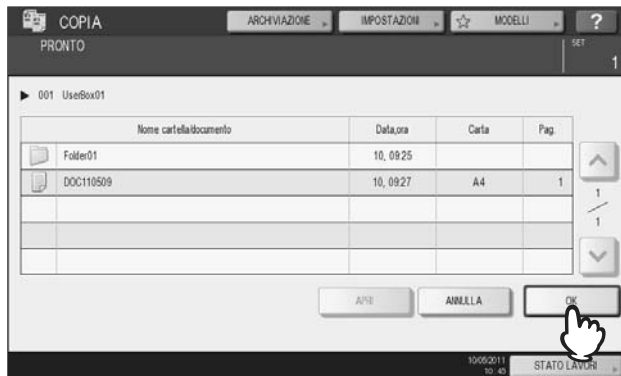 COPIA ARCHIVIAZIONE IMPOSTAZIONI ☆ MODELLI ?
PRONTO SET
1
001 UserBox01
Nome cartella/documento Data,ora Carta Pag.
Folder01 10, 09:25
DOC110509 10, 09:27 A4 1
1
1
APRI ANNULLA OK
10/05/2011
10:45 STATO LAVORI